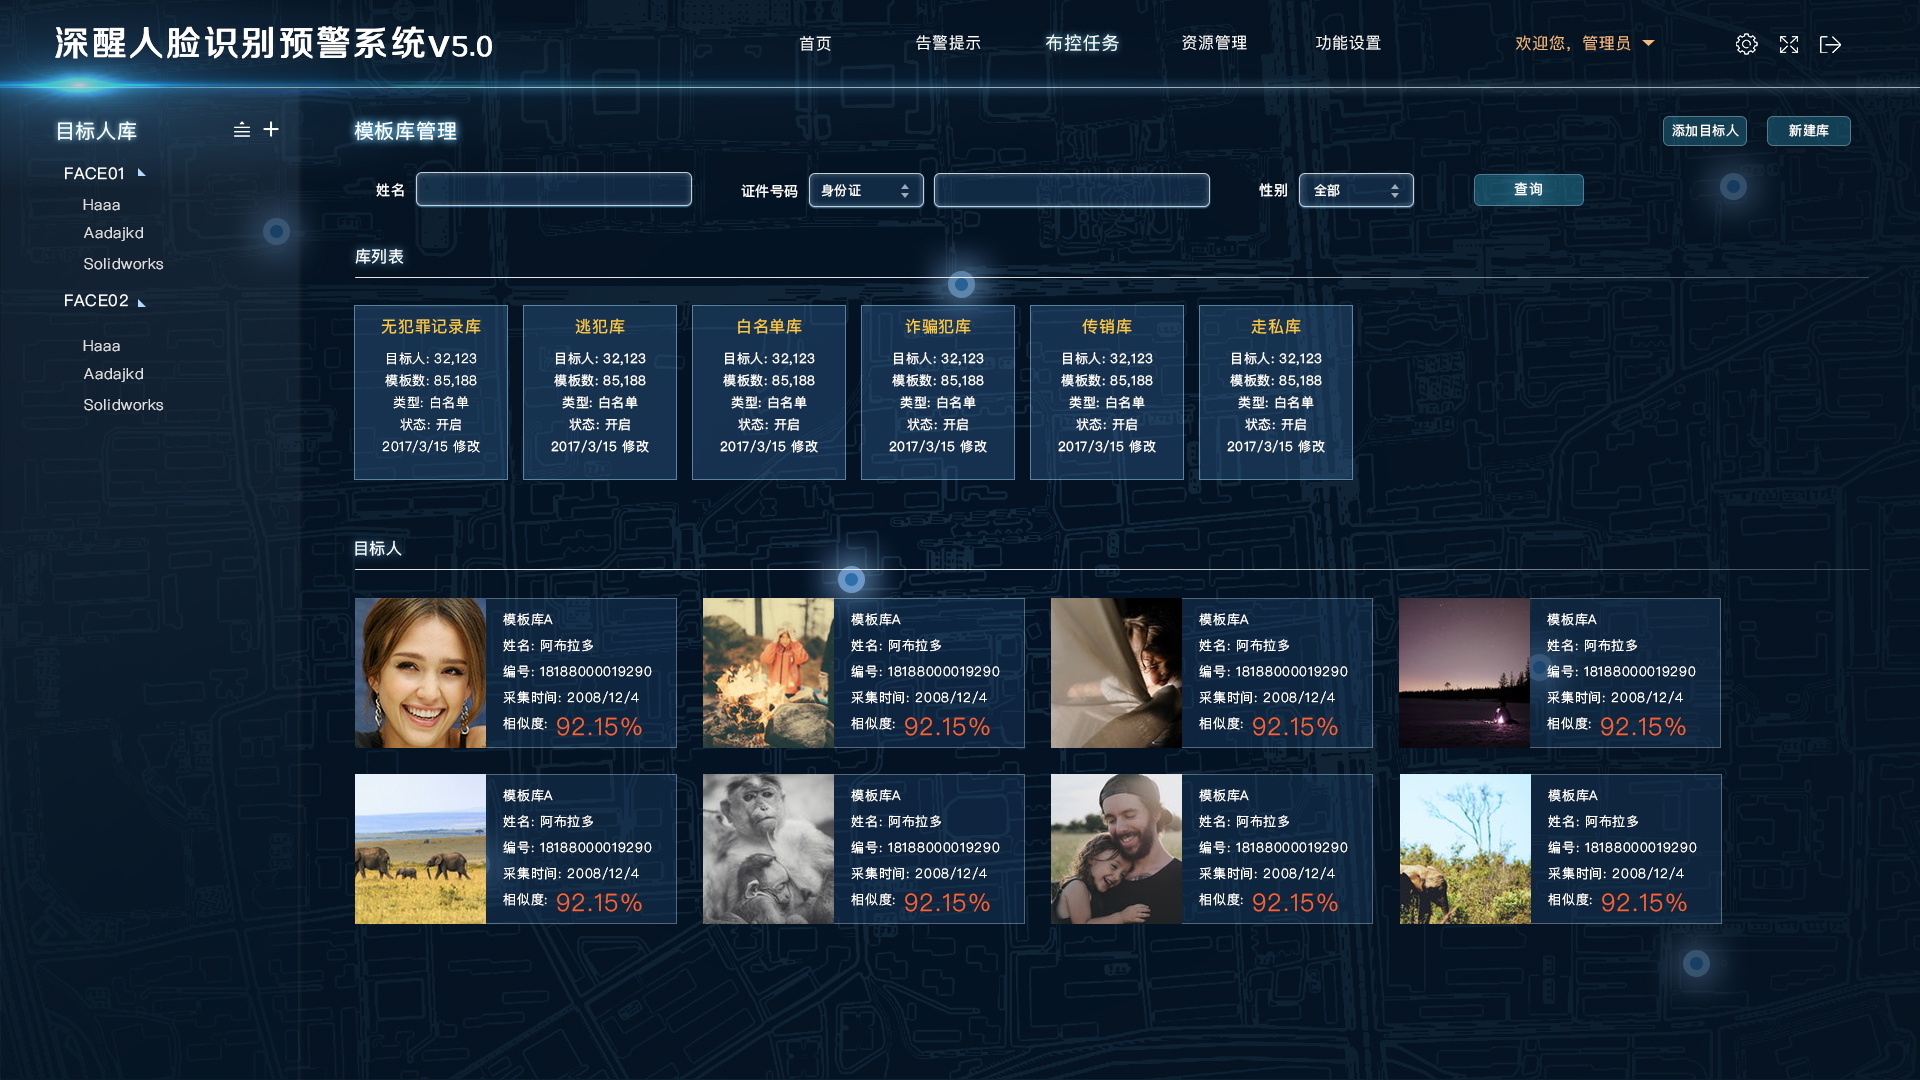 深醒人脸识别预警系统V5.0
首页 告警提示 布控任务 资源管理 功能设置 欢迎您，管理员
目标人库
FACE01
Haaa
Aadajkd
Solidworks
FACE02
Haaa
Aadajkd
Solidworks
模板库管理 添加目标人 新建库
姓名 证件号码 身份证 性别 全部 查询
库列表
无犯罪记录库
目标人: 32,123
模板数: 85,188
类型: 白名单
状态: 开启
2017/3/15 修改
逃犯库
目标人: 32,123
模板数: 85,188
类型: 白名单
状态: 开启
2017/3/15 修改
白名单库
目标人: 32,123
模板数: 85,188
类型: 白名单
状态: 开启
2017/3/15 修改
诈骗犯库
目标人: 32,123
模板数: 85,188
类型: 白名单
状态: 开启
2017/3/15 修改
传销库
目标人: 32,123
模板数: 85,188
类型: 白名单
状态: 开启
2017/3/15 修改
走私库
目标人: 32,123
模板数: 85,188
类型: 白名单
状态: 开启
2017/3/15 修改
目标人
模板库A
姓名: 阿布拉多
编号: 18188000019290
采集时间: 2008/12/4
相似度: 92.15%
模板库A
姓名: 阿布拉多
编号: 18188000019290
采集时间: 2008/12/4
相似度: 92.15%
模板库A
姓名: 阿布拉多
编号: 18188000019290
采集时间: 2008/12/4
相似度: 92.15%
模板库A
姓名: 阿布拉多
编号: 18188000019290
采集时间: 2008/12/4
相似度: 92.15%
模板库A
姓名: 阿布拉多
编号: 18188000019290
采集时间: 2008/12/4
相似度: 92.15%
模板库A
姓名: 阿布拉多
编号: 18188000019290
采集时间: 2008/12/4
相似度: 92.15%
模板库A
姓名: 阿布拉多
编号: 18188000019290
采集时间: 2008/12/4
相似度: 92.15%
模板库A
姓名: 阿布拉多
编号: 18188000019290
采集时间: 2008/12/4
相似度: 92.15%